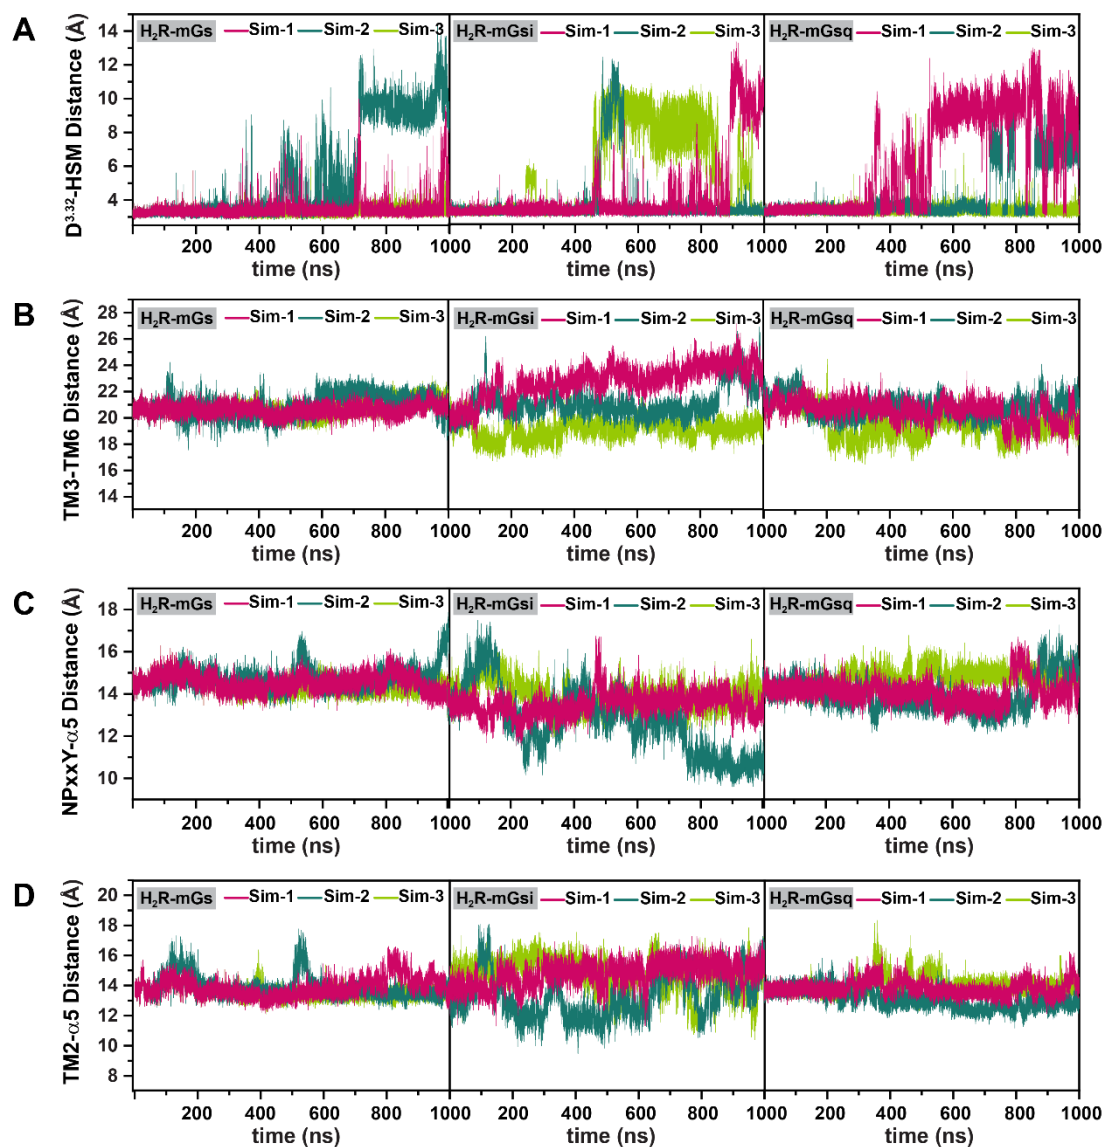 A
D³·³²-HSM Distance (Å)
H₂R-mGs Sim-1 Sim-2 Sim-3
H₂R-mGsi Sim-1 Sim-2 Sim-3
H₂R-mGsq Sim-1 Sim-2 Sim-3
14
12
10
8
6
4
200 400 600 800 1000 200 400 600 800 1000 200 400 600 800 1000
time (ns) time (ns) time (ns)
B
TM3-TM6 Distance (Å)
H₂R-mGs Sim-1 Sim-2 Sim-3
H₂R-mGsi Sim-1 Sim-2 Sim-3
H₂R-mGsq Sim-1 Sim-2 Sim-3
28
26
24
22
20
18
16
14
200 400 600 800 1000 200 400 600 800 1000 200 400 600 800 1000
time (ns) time (ns) time (ns)
C
NPxxY-α5 Distance (Å)
H₂R-mGs Sim-1 Sim-2 Sim-3
H₂R-mGsi Sim-1 Sim-2 Sim-3
H₂R-mGsq Sim-1 Sim-2 Sim-3
18
16
14
12
10
200 400 600 800 1000 200 400 600 800 1000 200 400 600 800 1000
time (ns) time (ns) time (ns)
D
TM2-α5 Distance (Å)
H₂R-mGs Sim-1 Sim-2 Sim-3
H₂R-mGsi Sim-1 Sim-2 Sim-3
H₂R-mGsq Sim-1 Sim-2 Sim-3
20
18
16
14
12
10
8
200 400 600 800 1000 200 400 600 800 1000 200 400 600 800 1000
time (ns) time (ns) time (ns)